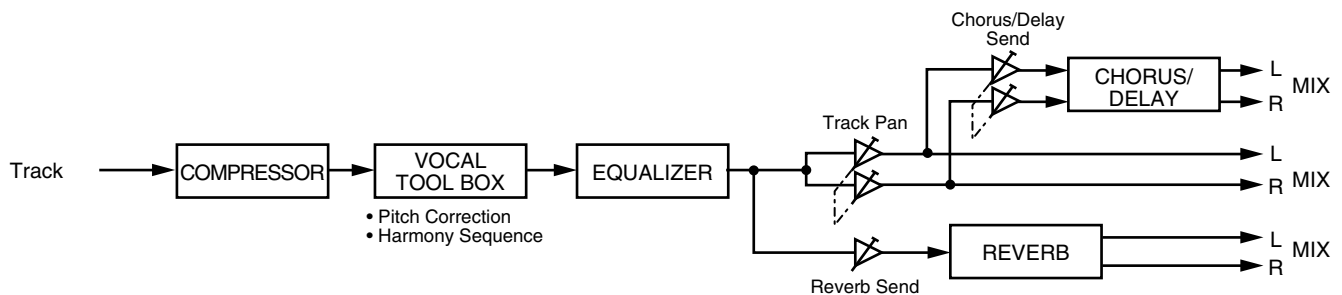 Chorus/Delay
Send
CHORUS/
DELAY
L
R
MIX
Track Pan
Track
COMPRESSOR
VOCAL
TOOL BOX
EQUALIZER
L
R
MIX
• Pitch Correction
• Harmony Sequence
REVERB
L
R
MIX
Reverb Send